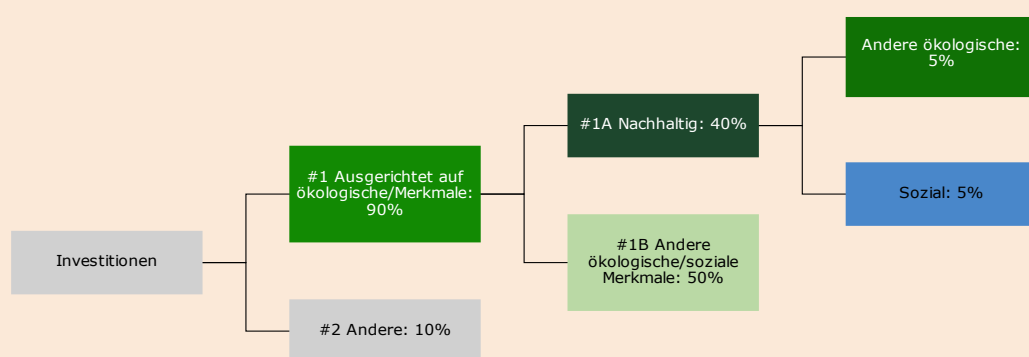 Investitionen
#1 Ausgerichtet auf
ökologische/Merkmale:
90%
#2 Andere: 10%
#1A Nachhaltig: 40%
#1B Andere
ökologische/soziale
Merkmale: 50%
Andere ökologische:
5%
Sozial: 5%